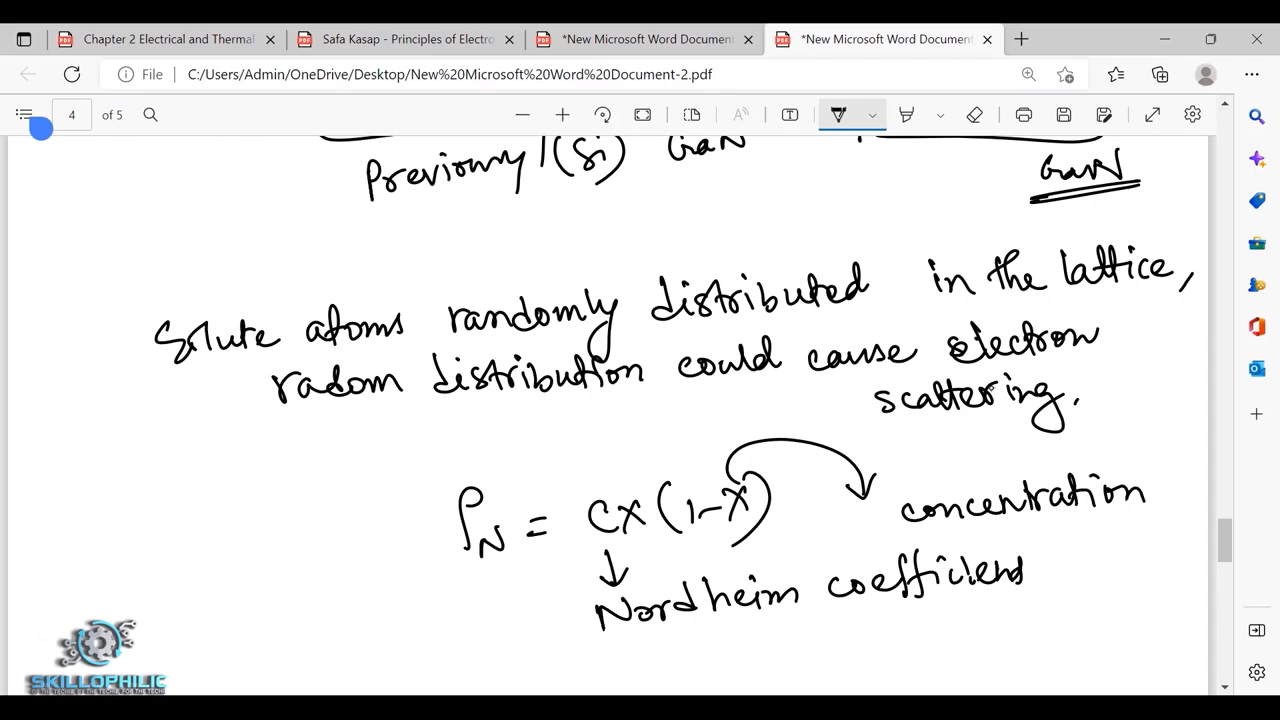 Chapter 2 Electrical and Thermal
Safa Kasap - Principles of Electro
*New Microsoft Word Document
*New Microsoft Word Document
File
C:/Users/Admin/OneDrive/Desktop/New%20Microsoft%20Word%20Document-2.pdf
4 of 5
(Si) GaN
GaN
Solute atoms randomly distributed in the lattice,
radom distribution could cause electron
scattering.
ρN = CX(1-X)
concentration
Nordheim coefficient
SKILLOPHILIC